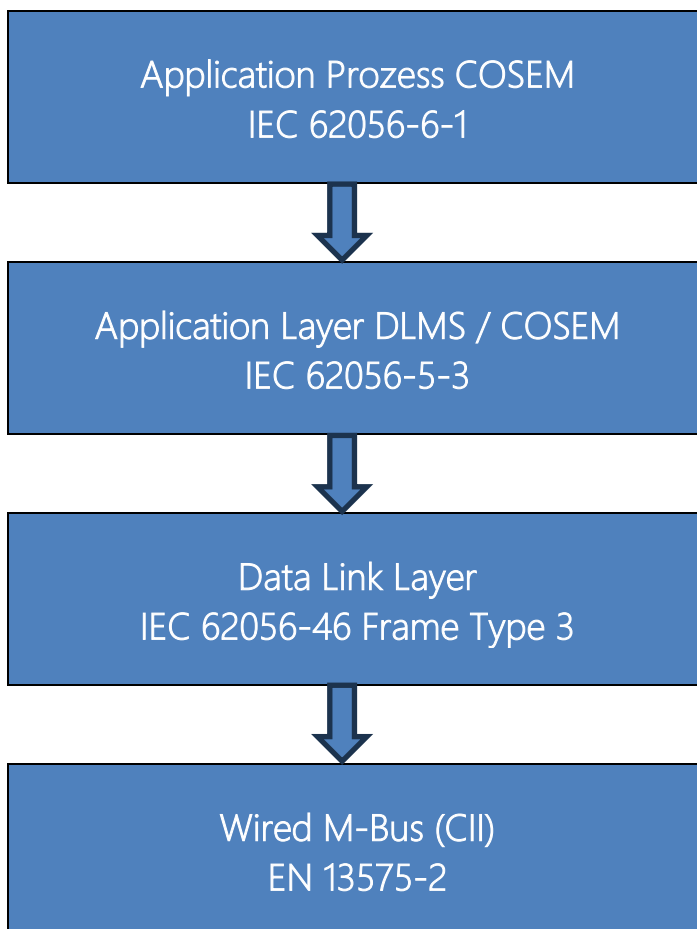 Application Prozess COSEM
IEC 62056-6-1
Application Layer DLMS / COSEM
IEC 62056-5-3
Data Link Layer
IEC 62056-46 Frame Type 3
Wired M-Bus (CII)
EN 13575-2